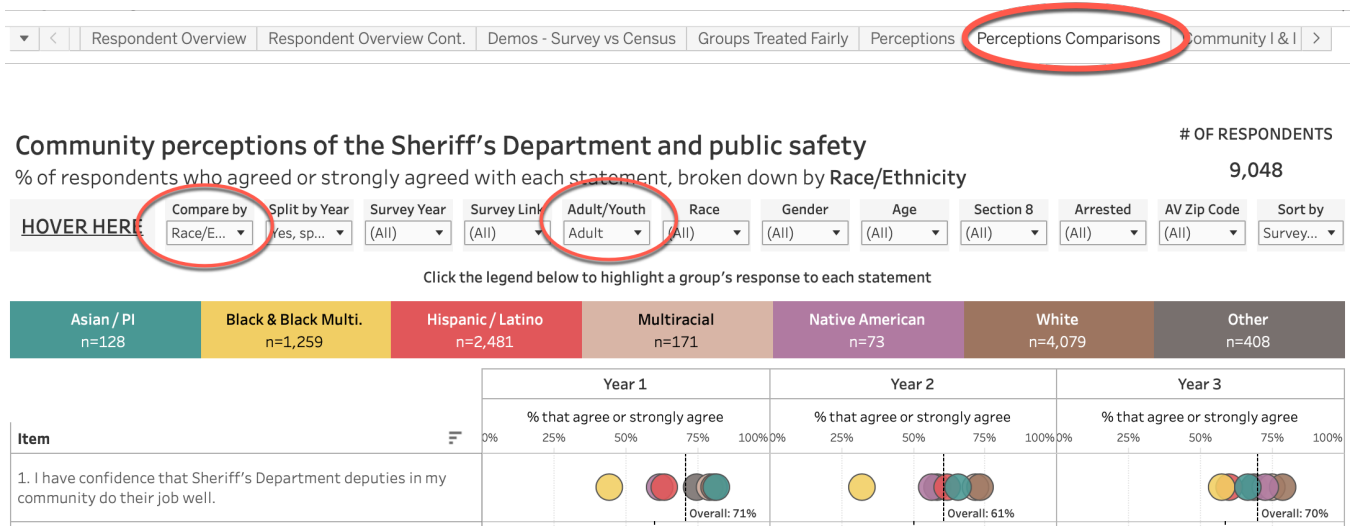 Respondent Overview Respondent Overview Cont. Demos - Survey vs Census Groups Treated Fairly Perceptions Perceptions Comparisons Community I & I
# OF RESPONDENTS
9,048
Community perceptions of the Sheriff's Department and public safety
% of respondents who agreed or strongly agreed with each statement, broken down by Race/Ethnicity
HOVER HERE
Compare by Split by Year Survey Year Survey Link Adult/Youth Race Gender Age Section 8 Arrested AV Zip Code Sort by
Race/E... Yes, sp... (All) (All) Adult (All) (All) (All) (All) (All) (All) Survey...
Click the legend below to highlight a group's response to each statement
Asian / PI Black & Black Multi. Hispanic / Latino Multiracial Native American White Other
n=128 n=1,259 n=2,481 n=171 n=73 n=4,079 n=408
Year 1 Year 2 Year 3
% that agree or strongly agree % that agree or strongly agree % that agree or strongly agree
Item 0% 25% 50% 75% 100% 0% 25% 50% 75% 100% 0% 25% 50% 75% 100%
1. I have confidence that Sheriff's Department deputies in my
community do their job well.
Overall: 71% Overall: 61% Overall: 70%